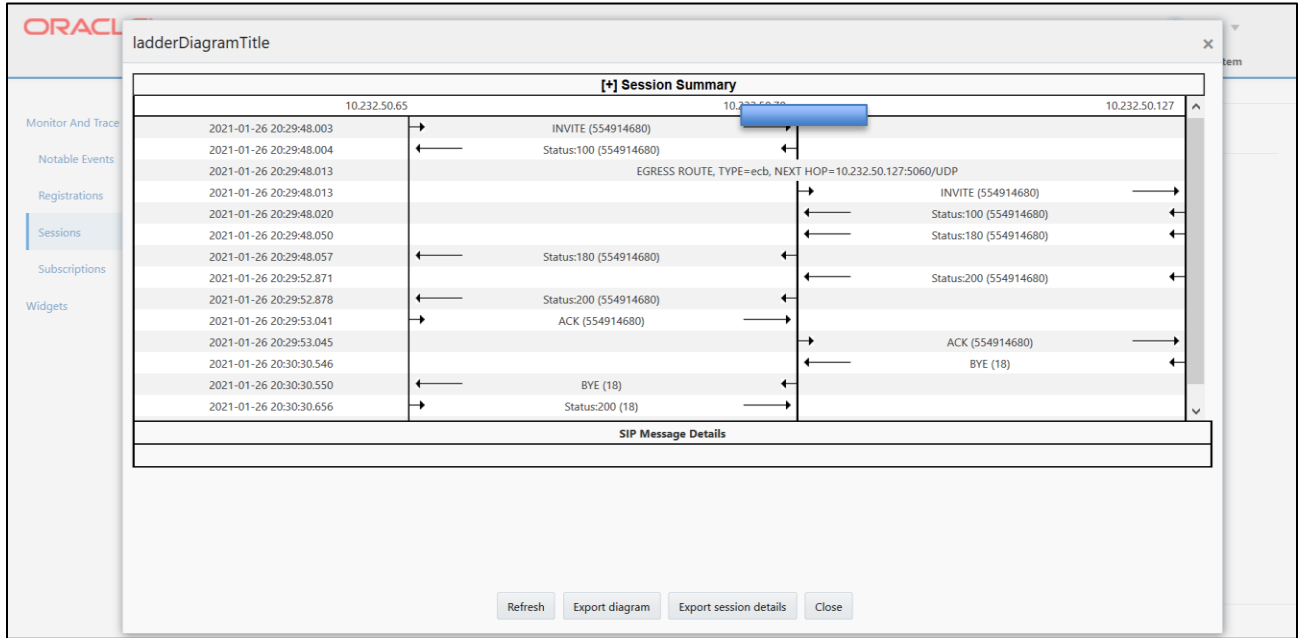 ORACL
ladderDiagramTitle
×
tem
[+] Session Summary
10.232.50.65 10.232.50.127
Monitor And Trace
Notable Events
Registrations
Sessions
Subscriptions
Widgets
2021-01-26 20:29:48.003 INVITE (554914680)
2021-01-26 20:29:48.004 Status:100 (554914680)
2021-01-26 20:29:48.013 EGRESS ROUTE, TYPE=ecb, NEXT HOP=10.232.50.127:5060/UDP
2021-01-26 20:29:48.013 INVITE (554914680)
2021-01-26 20:29:48.020 Status:100 (554914680)
2021-01-26 20:29:48.050 Status:180 (554914680)
2021-01-26 20:29:48.057 Status:180 (554914680)
2021-01-26 20:29:52.871 Status:200 (554914680)
2021-01-26 20:29:52.878 Status:200 (554914680)
2021-01-26 20:29:53.041 ACK (554914680)
2021-01-26 20:29:53.045 ACK (554914680)
2021-01-26 20:30:30.546 BYE (18)
2021-01-26 20:30:30.550 BYE (18)
2021-01-26 20:30:30.656 Status:200 (18)
SIP Message Details
Refresh Export diagram Export session details Close